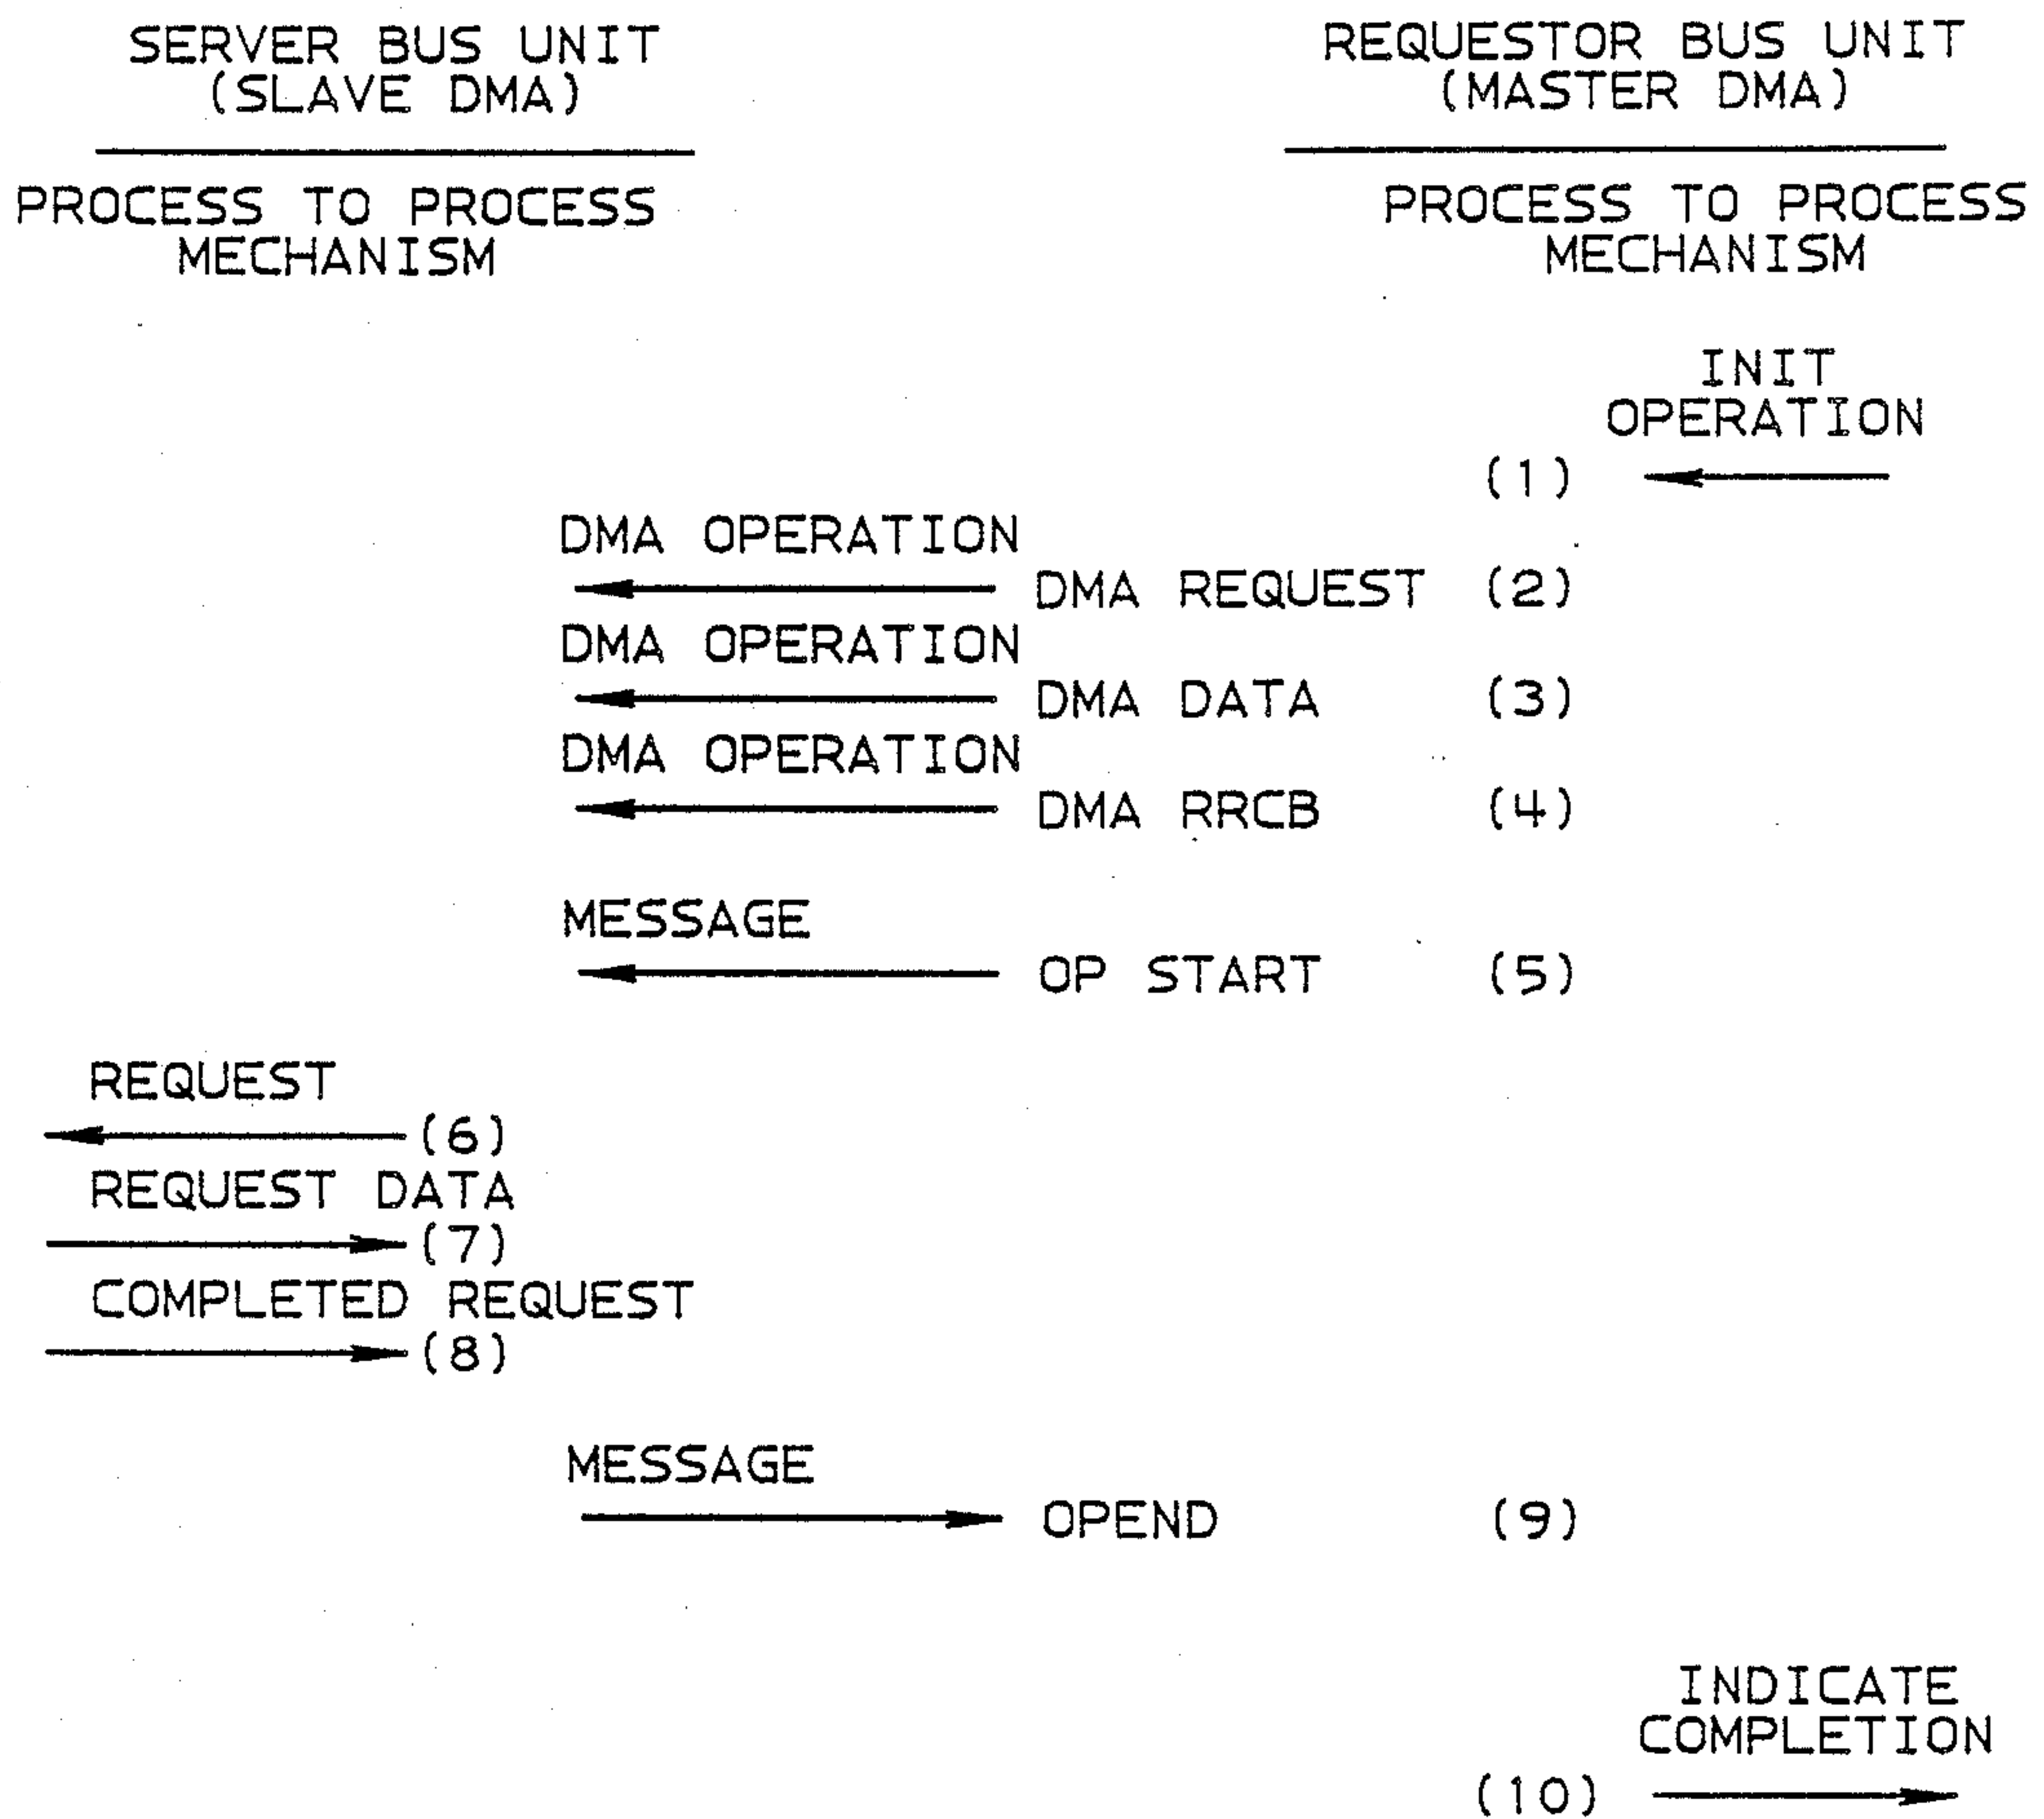 SERVER BUS UNIT
(SLAVE DMA)
PROCESS TO PROCESS
MECHANISM
REQUESTOR BUS UNIT
(MASTER DMA)
PROCESS TO PROCESS
MECHANISM
INIT
OPERATION
(1)
DMA OPERATION
DMA REQUEST (2)
DMA OPERATION
DMA DATA (3)
DMA OPERATION
DMA RRCB (4)
MESSAGE
OP START (5)
REQUEST
(6)
REQUEST DATA
(7)
COMPLETED REQUEST
(8)
MESSAGE
OPEND (9)
INDICATE
COMPLETION
(10)